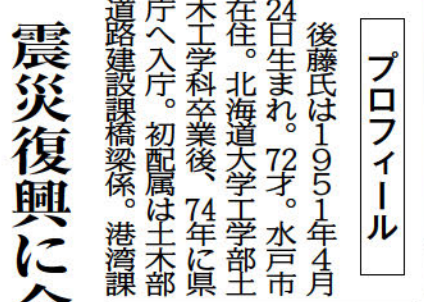 プロフィール
後藤氏は1951年4月
24日生まれ。72才。水戸市
在住。北海道大学工学部土
木工学科卒業後、74年に県
庁へ入庁。初配属は土木部
道路建設課橋梁係。港湾課
震災復興に